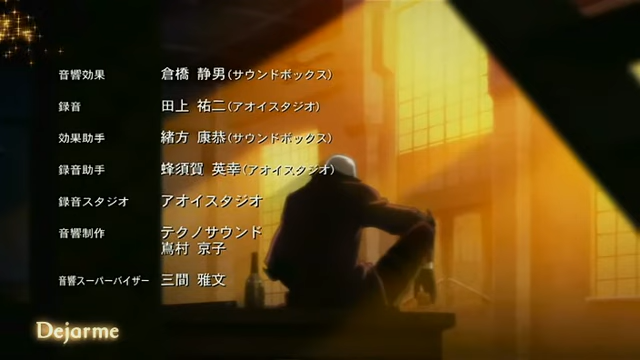 音響効果 倉橋 静男(サウンドボックス)
録音 田上 祐二(アオイスタジオ)
効果助手 緒方 康恭(サウンドボックス)
録音助手 蜂須賀 英幸(アオイスタジオ)
録音スタジオ アオイスタジオ
音響制作 テクノサウンド
嶌村 京子
音響スーパーバイザー 三間 雅文
Dejarme